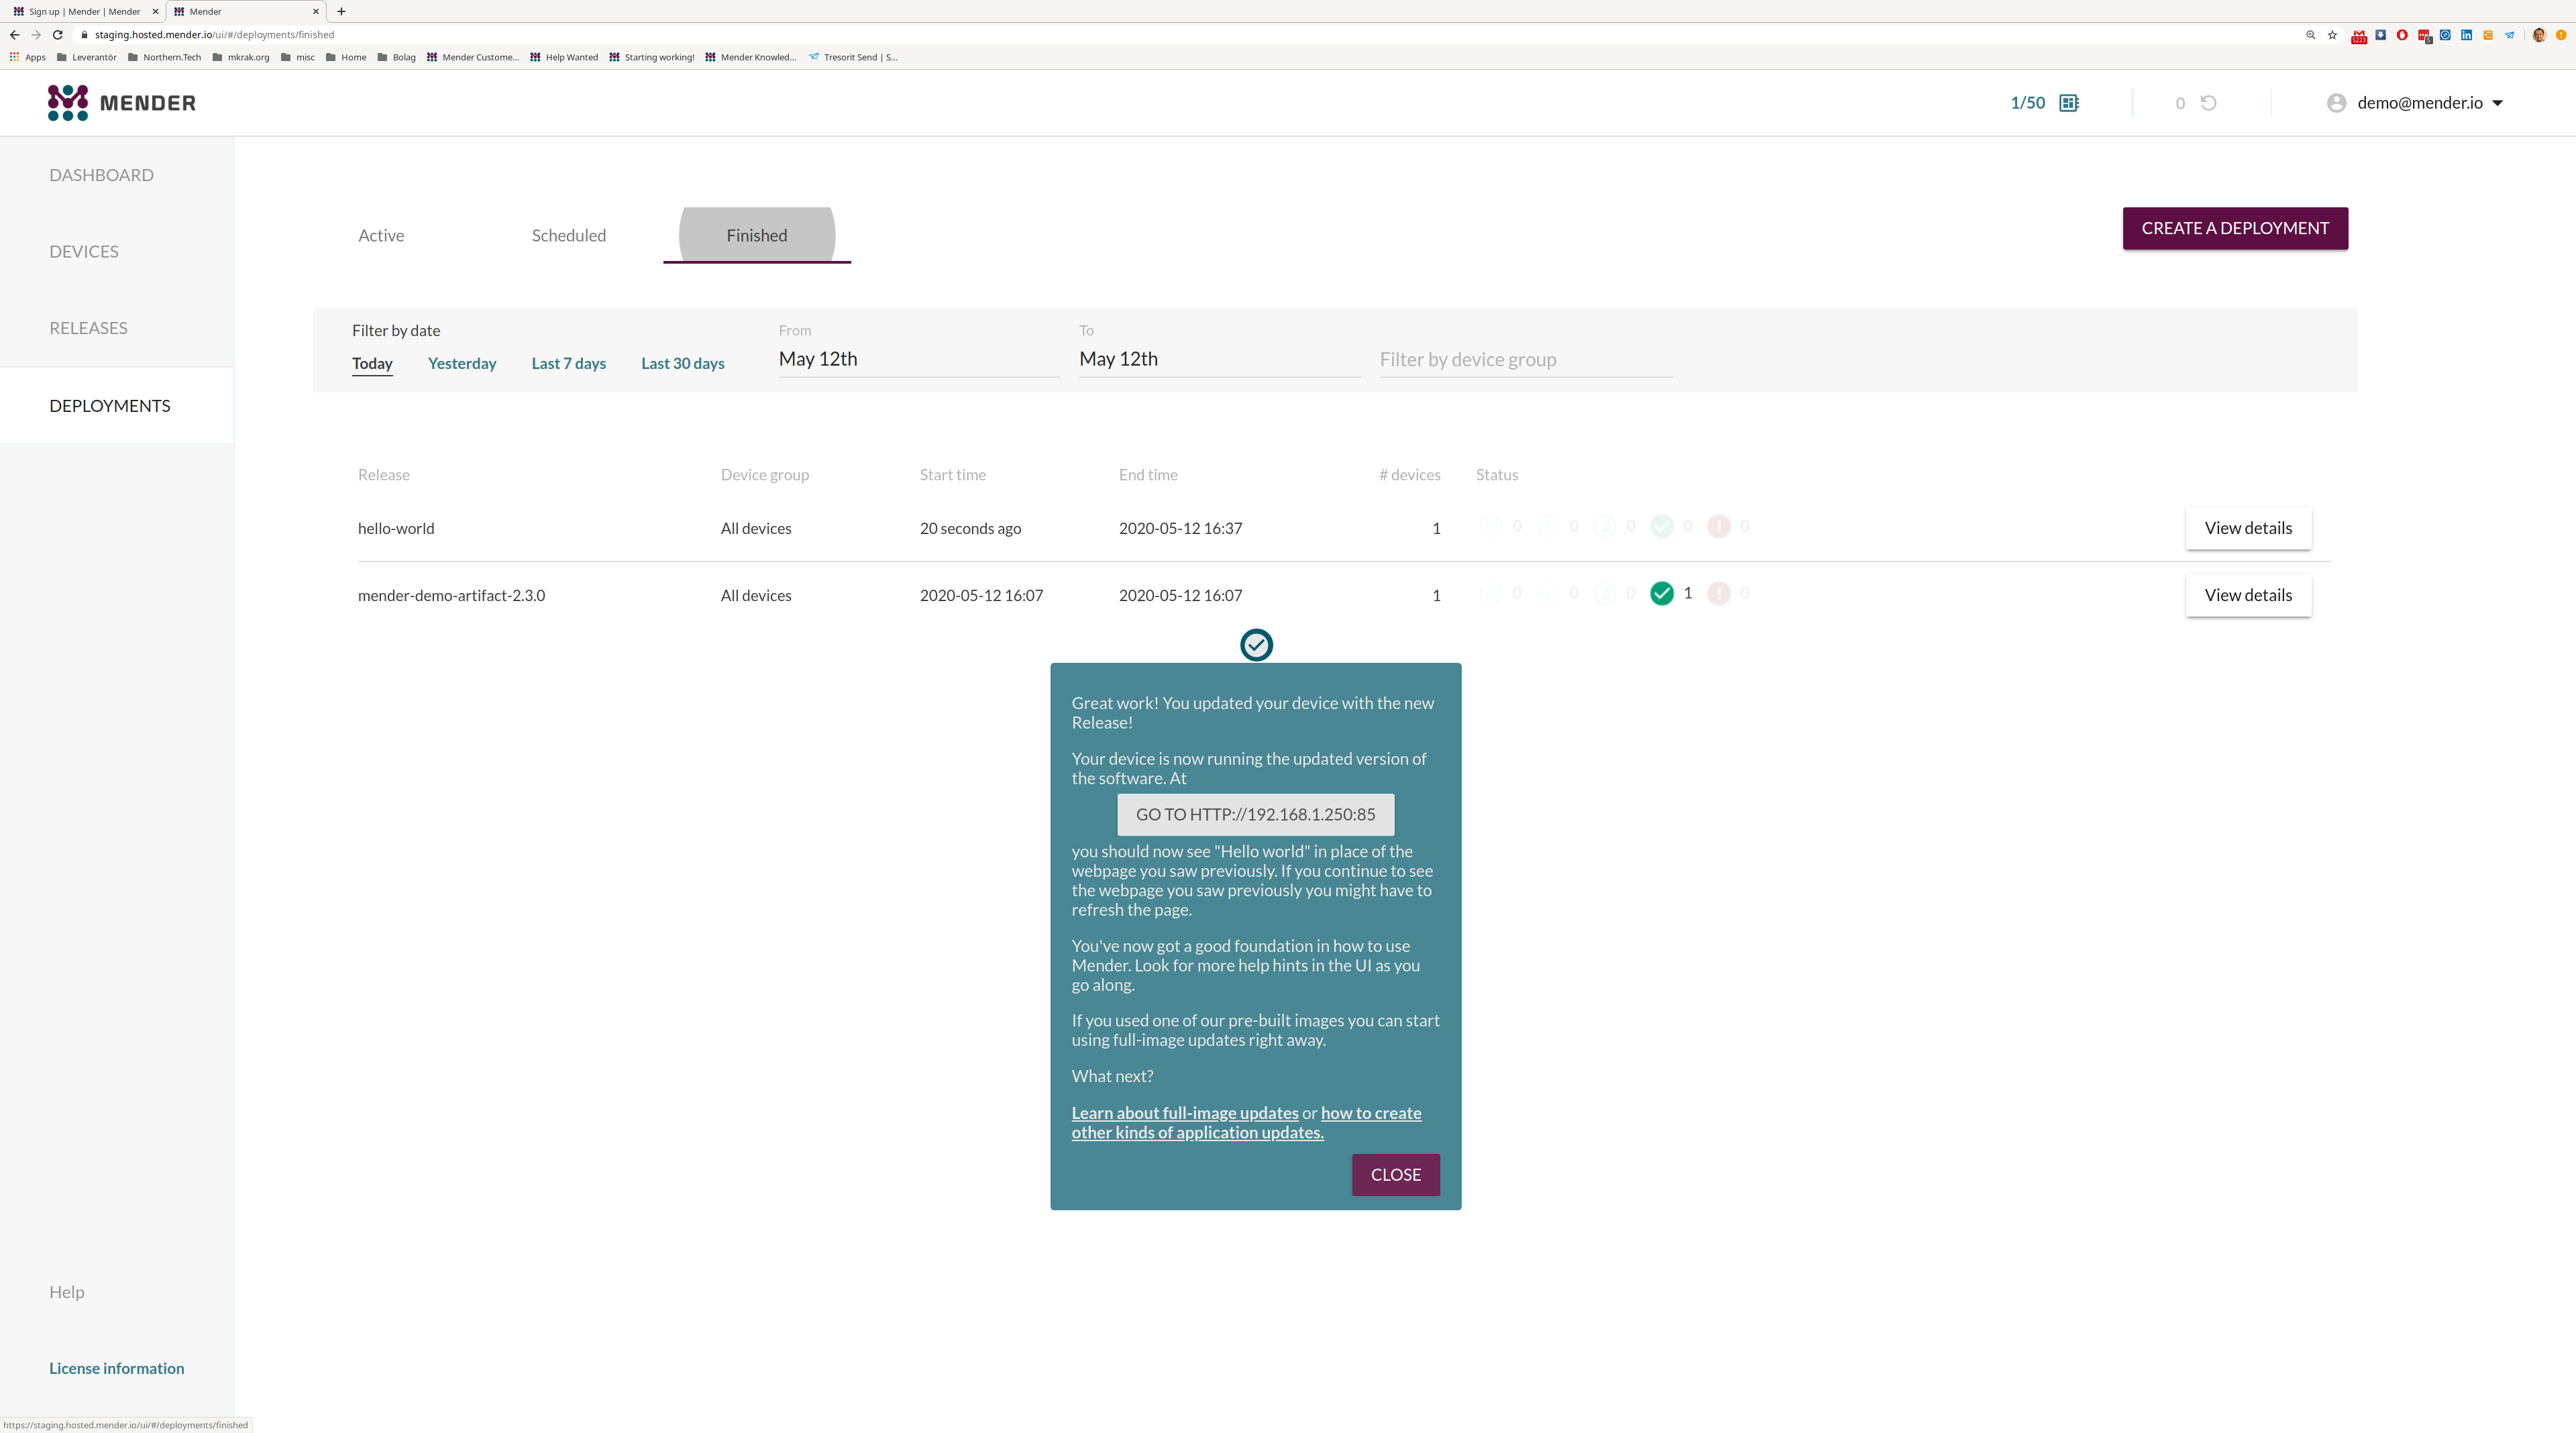 Sign up | Mender | Mender
Mender
staging.hosted.mender.io/ui/#/deployments/finished
Apps Leverantör Northern.Tech mkrak.org misc Home Bolag Mender Custome... Help Wanted Starting working! Mender Knowled... Tresorit Send | S...
MENDER
1/50 0 demo@mender.io
DASHBOARD
DEVICES
RELEASES
DEPLOYMENTS
Active Scheduled Finished
CREATE A DEPLOYMENT
Filter by date From To
Today Yesterday Last 7 days Last 30 days May 12th May 12th Filter by device group
Release Device group Start time End time # devices Status
hello-world All devices 20 seconds ago 2020-05-12 16:37 1 0 0 0 0 0 View details
mender-demo-artifact-2.3.0 All devices 2020-05-12 16:07 2020-05-12 16:07 1 0 0 0 1 0 View details
Great work! You updated your device with the new
Release!
Your device is now running the updated version of
the software. At
GO TO HTTP://192.168.1.250:85
you should now see "Hello world" in place of the
webpage you saw previously. If you continue to see
the webpage you saw previously you might have to
refresh the page.
You've now got a good foundation in how to use
Mender. Look for more help hints in the UI as you
go along.
If you used one of our pre-built images you can start
using full-image updates right away.
What next?
Learn about full-image updates or how to create
other kinds of application updates.
CLOSE
Help
License information
https://staging.hosted.mender.io/ui/#/deployments/finished